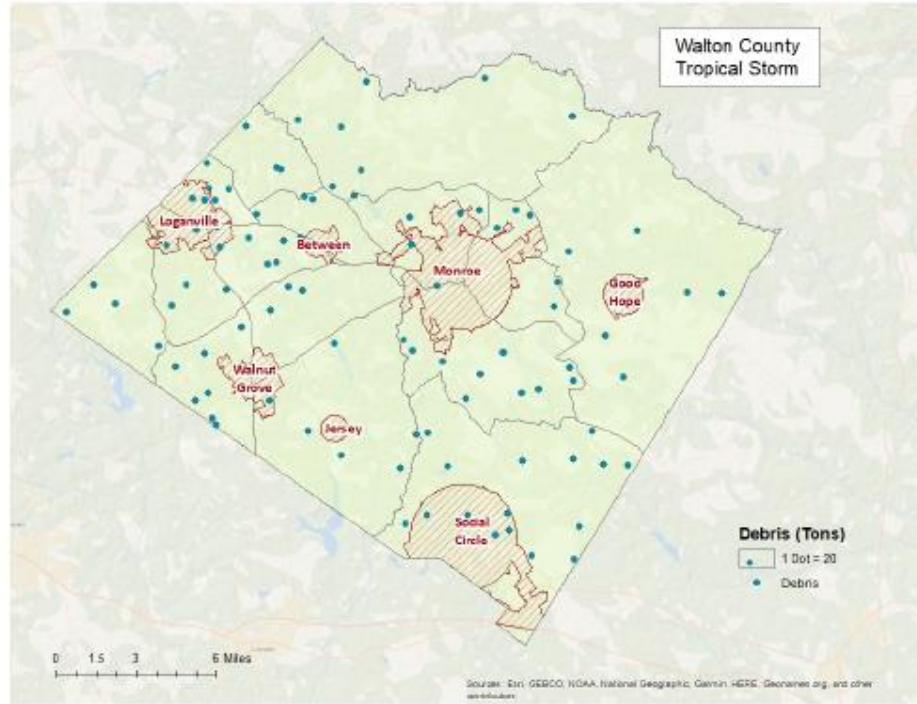 Walton County
Tropical Storm
Loganville
Between
Monroe
Good
Hope
Walnut
Grove
Jersey
Social
Circle
Debris (Tons)
1 Dot = 20
Debris
0 1.5 3 6 Miles
Sources: Esri, GEBCO, NOAA, National Geographic, Garmin, HERE, Geonames.org, and other
contributors